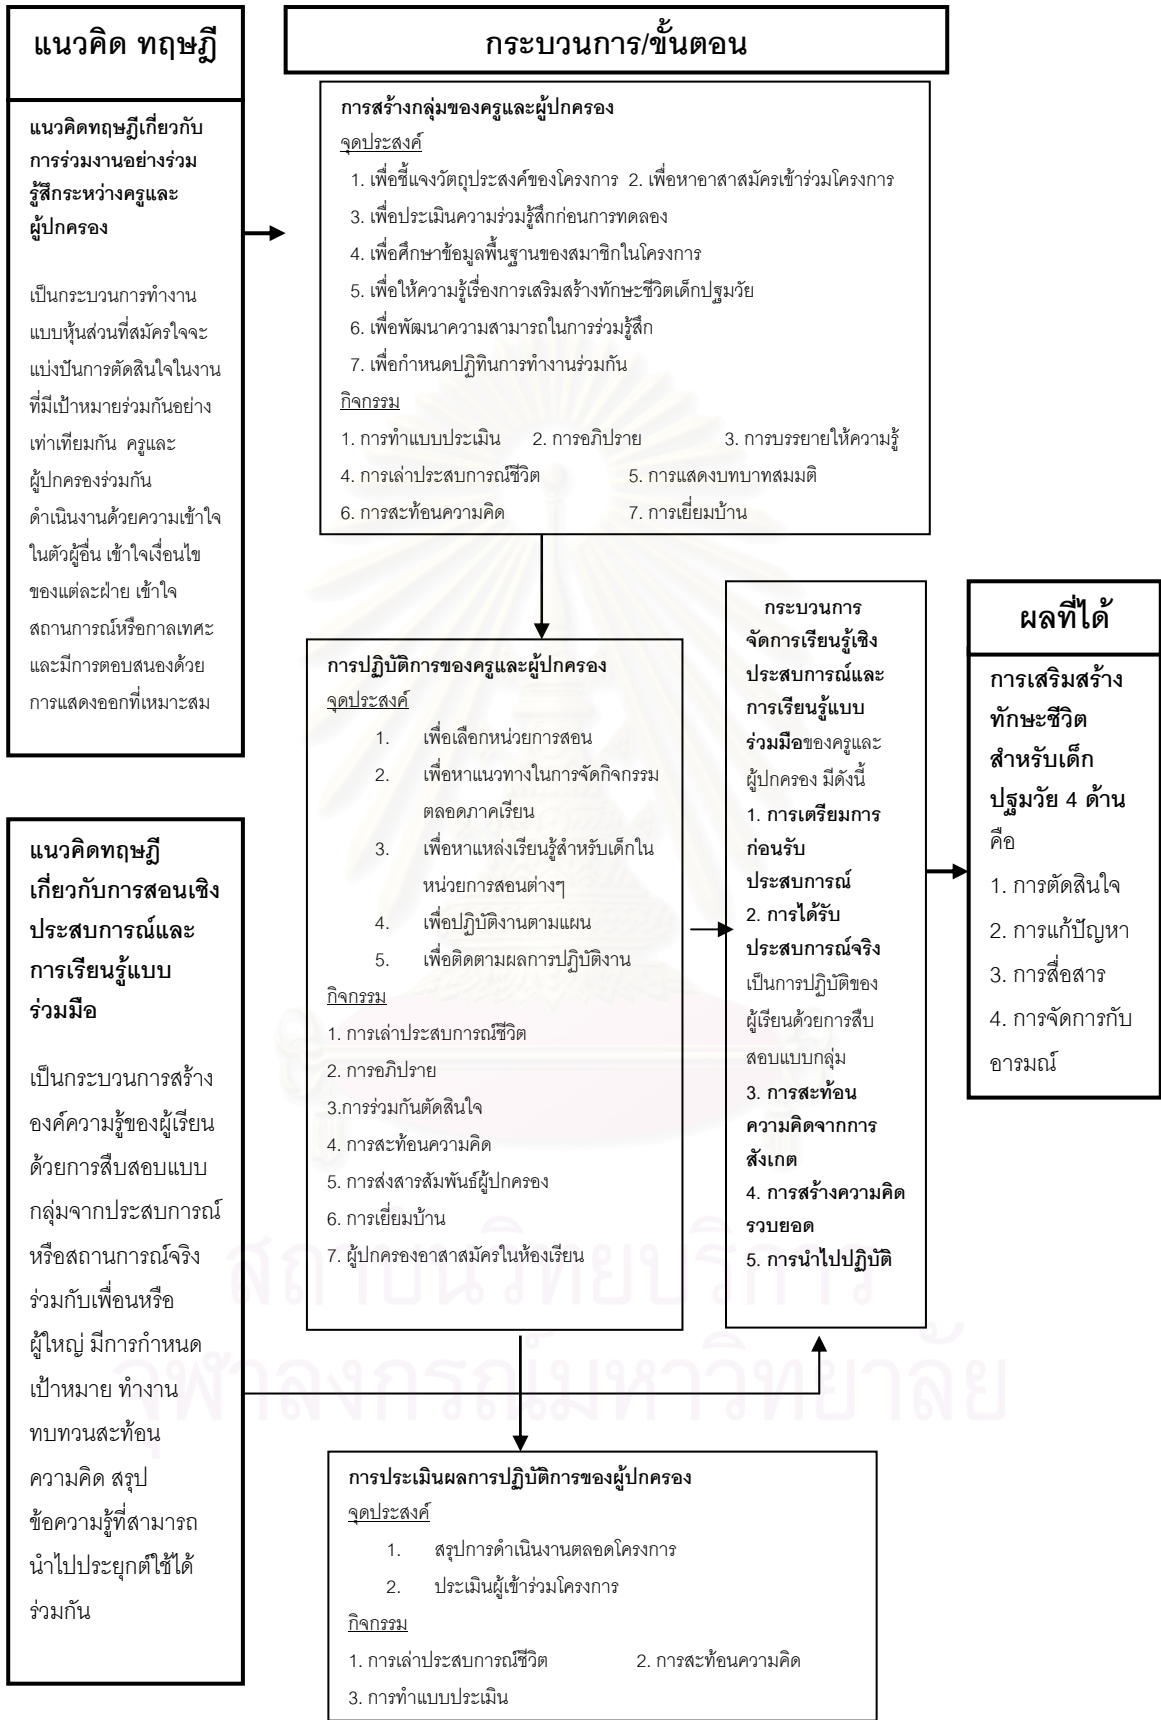 แนวคิด ทฤษฎี
แนวคิดทฤษฎีเกี่ยวกับ
การร่วมงานอย่างร่วม
รู้สึกระหว่างครูและ
ผู้ปกครอง
เป็นกระบวนการทำงาน
แบบหุ้นส่วนที่สมัครใจจะ
แบ่งปันการตัดสินใจในงาน
ที่มีเป้าหมายร่วมกันอย่าง
เท่าเทียมกัน ครูและ
ผู้ปกครองร่วมกัน
ดำเนินงานด้วยความเข้าใจ
ในตัวผู้อื่น เข้าใจเงื่อนไข
ของแต่ละฝ่าย เข้าใจ
สถานการณ์หรือกาลเทศะ
และมีการตอบสนองด้วย
การแสดงออกที่เหมาะสม
แนวคิดทฤษฎี
เกี่ยวกับการสอนเชิง
ประสบการณ์และ
การเรียนรู้แบบ
ร่วมมือ
เป็นกระบวนการสร้าง
องค์ความรู้ของผู้เรียน
ด้วยการสืบสอบแบบ
กลุ่มจากประสบการณ์
หรือสถานการณ์จริง
ร่วมกับเพื่อนหรือ
ผู้ใหญ่ มีการกำหนด
เป้าหมาย ทำงาน
ทบทวนสะท้อน
ความคิด สรุป
ข้อความรู้ที่สามารถ
นำไปประยุกต์ใช้ได้
ร่วมกัน
กระบวนการ/ขั้นตอน
การสร้างกลุ่มของครูและผู้ปกครอง
จุดประสงค์
1. เพื่อชี้แจงวัตถุประสงค์ของโครงการ 2. เพื่อหาอาสาสมัครเข้าร่วมโครงการ
3. เพื่อประเมินความร่วมรู้สึกก่อนการทดลอง
4. เพื่อศึกษาข้อมูลพื้นฐานของสมาชิกในโครงการ
5. เพื่อให้ความรู้เรื่องการเสริมสร้างทักษะชีวิตเด็กปฐมวัย
6. เพื่อพัฒนาความสามารถในการร่วมรู้สึก
7. เพื่อกำหนดปฏิทินการทำงานร่วมกัน
กิจกรรม
1. การทำแบบประเมิน 2. การอภิปราย 3. การบรรยายให้ความรู้
4. การเล่าประสบการณ์ชีวิต 5. การแสดงบทบาทสมมติ
6. การสะท้อนความคิด 7. การเยี่ยมบ้าน
การปฏิบัติการของครูและผู้ปกครอง
จุดประสงค์
1. เพื่อเลือกหน่วยการสอน
2. เพื่อหาแนวทางในการจัดกิจกรรม
ตลอดภาคเรียน
3. เพื่อหาแหล่งเรียนรู้สำหรับเด็กใน
หน่วยการสอนต่างๆ
4. เพื่อปฏิบัติงานตามแผน
5. เพื่อติดตามผลการปฏิบัติงาน
กิจกรรม
1. การเล่าประสบการณ์ชีวิต
2. การอภิปราย
3.การร่วมกันตัดสินใจ
4. การสะท้อนความคิด
5. การส่งสารสัมพันธ์ผู้ปกครอง
6. การเยี่ยมบ้าน
7. ผู้ปกครองอาสาสมัครในห้องเรียน
กระบวนการ
จัดการเรียนรู้เชิง
ประสบการณ์และ
การเรียนรู้แบบ
ร่วมมือของครูและ
ผู้ปกครอง มีดังนี้
1. การเตรียมการ
ก่อนรับ
ประสบการณ์
2. การได้รับ
ประสบการณ์จริง
เป็นการปฏิบัติของ
ผู้เรียนด้วยการสืบ
สอบแบบกลุ่ม
3. การสะท้อน
ความคิดจากการ
สังเกต
4. การสร้างความคิด
รวบยอด
5. การนำไปปฏิบัติ
ผลที่ได้
การเสริมสร้าง
ทักษะชีวิต
สำหรับเด็ก
ปฐมวัย 4 ด้าน
คือ
1. การตัดสินใจ
2. การแก้ปัญหา
3. การสื่อสาร
4. การจัดการกับ
อารมณ์
การประเมินผลการปฏิบัติการของผู้ปกครอง
จุดประสงค์
1. สรุปการดำเนินงานตลอดโครงการ
2. ประเมินผู้เข้าร่วมโครงการ
กิจกรรม
1. การเล่าประสบการณ์ชีวิต 2. การสะท้อนความคิด
3. การทำแบบประเมิน
สถาบันวิทยบริการ
จุฬาลงกรณ์มหาวิทยาลัย